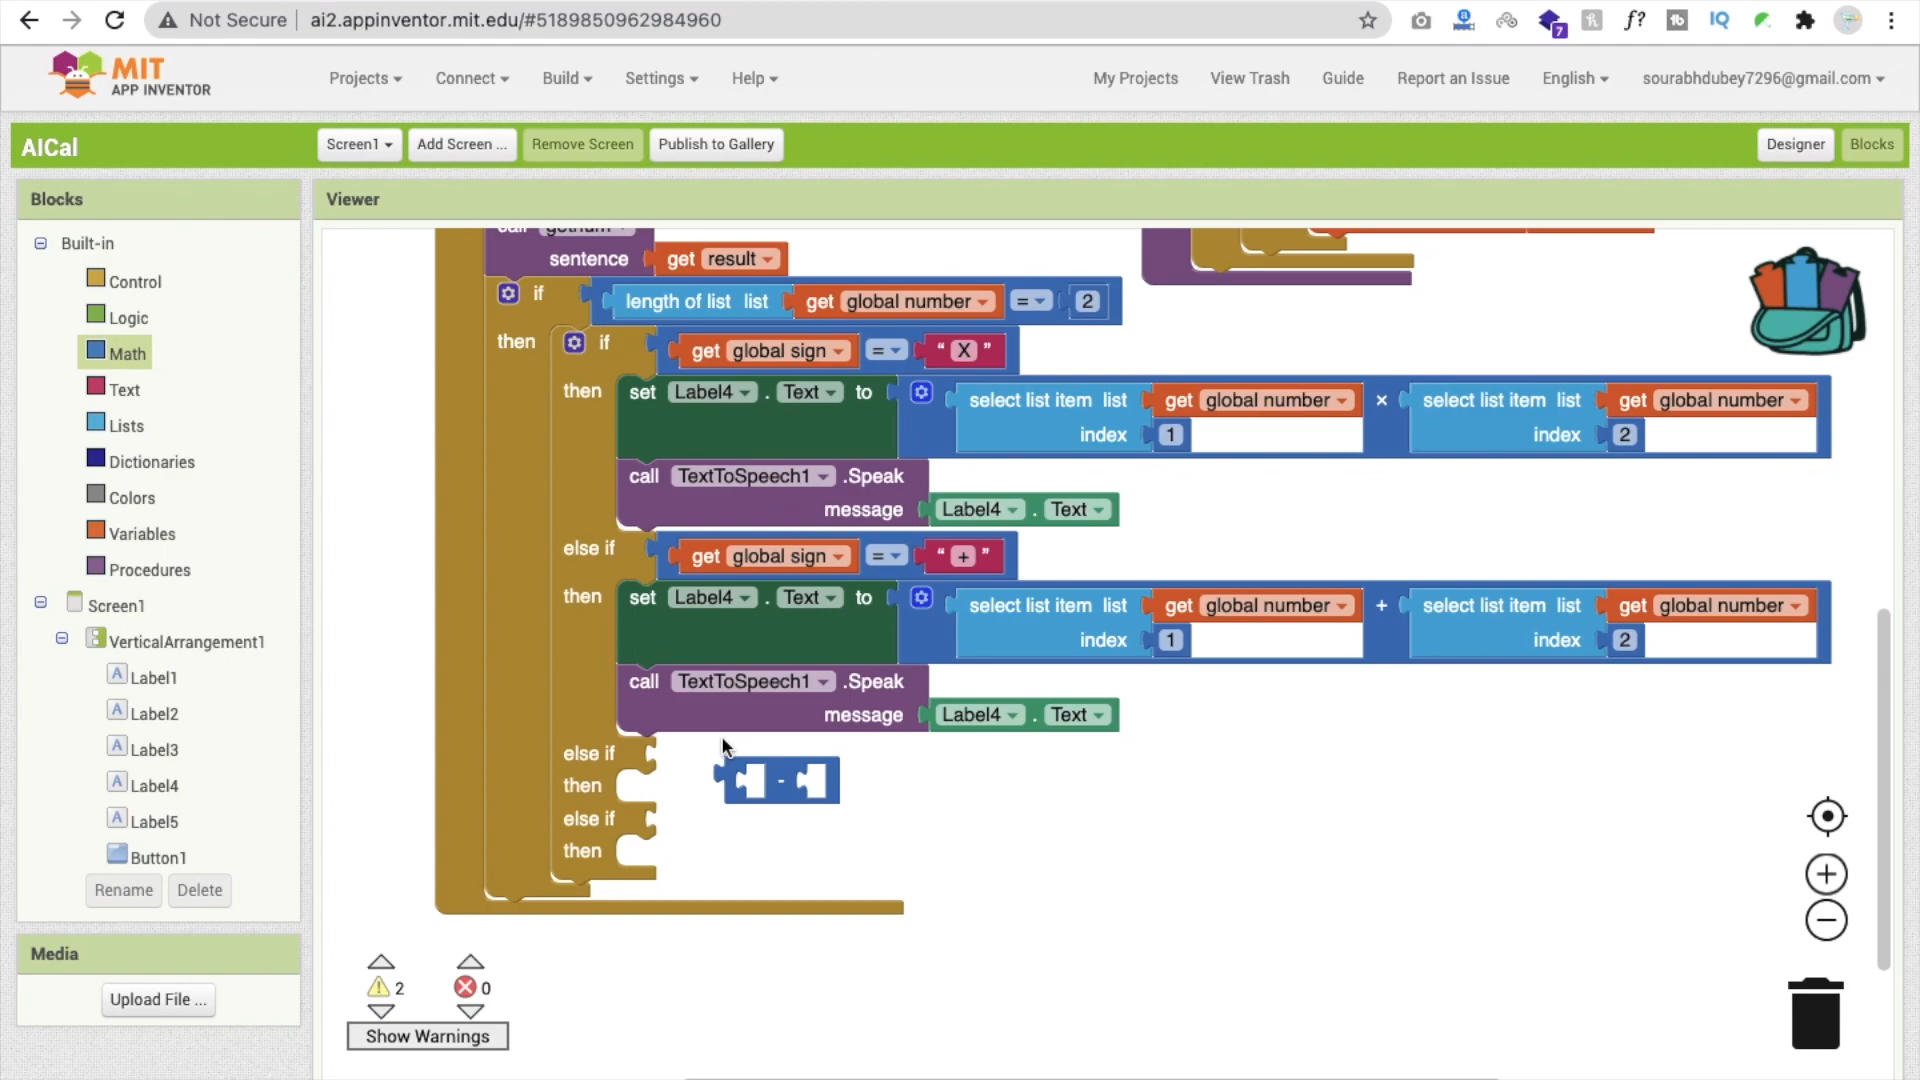 Not Secure
ai2.appinventor.mit.edu/#5189850962984960
7
f?
tb
IQ
MIT
APP INVENTOR
Projects
Connect
Build
Settings
Help
My Projects
View Trash
Guide
Report an Issue
English
sourabhdubey7296@gmail.com
AICal
Screen1
Add Screen ...
Remove Screen
Publish to Gallery
Designer
Blocks
Blocks
Built-in
Control
Logic
Math
Text
Lists
Dictionaries
Colors
Variables
Procedures
Screen1
VerticalArrangement1
A Label1
A Label2
A Label3
A Label4
A Label5
Button1
Rename
Delete
Media
Upload File ...
Viewer
sentence get result
if length of list list get global number = 2
then if get global sign = “ X ”
then set Label4 . Text to select list item list get global number × select list item list get global number
index 1 index 2
call TextToSpeech1 .Speak
message Label4 . Text
else if get global sign = “ + ”
then set Label4 . Text to select list item list get global number + select list item list get global number
index 1 index 2
call TextToSpeech1 .Speak
message Label4 . Text
else if
then
-
else if
then
2
0
Show Warnings